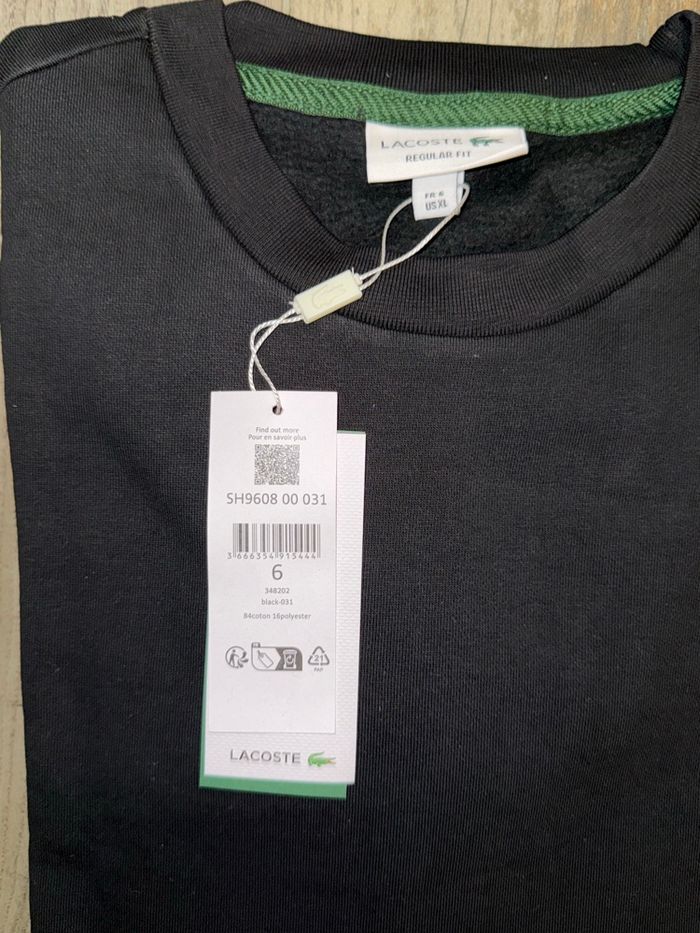 LACOSTE
REGULAR FIT
FR 6
US XL
Find out more
Pour en savoir plus
SH9608 00 031
3 666354 915444
6
348202
black-031
84coton 16polyester
21
PAP
LACOSTE